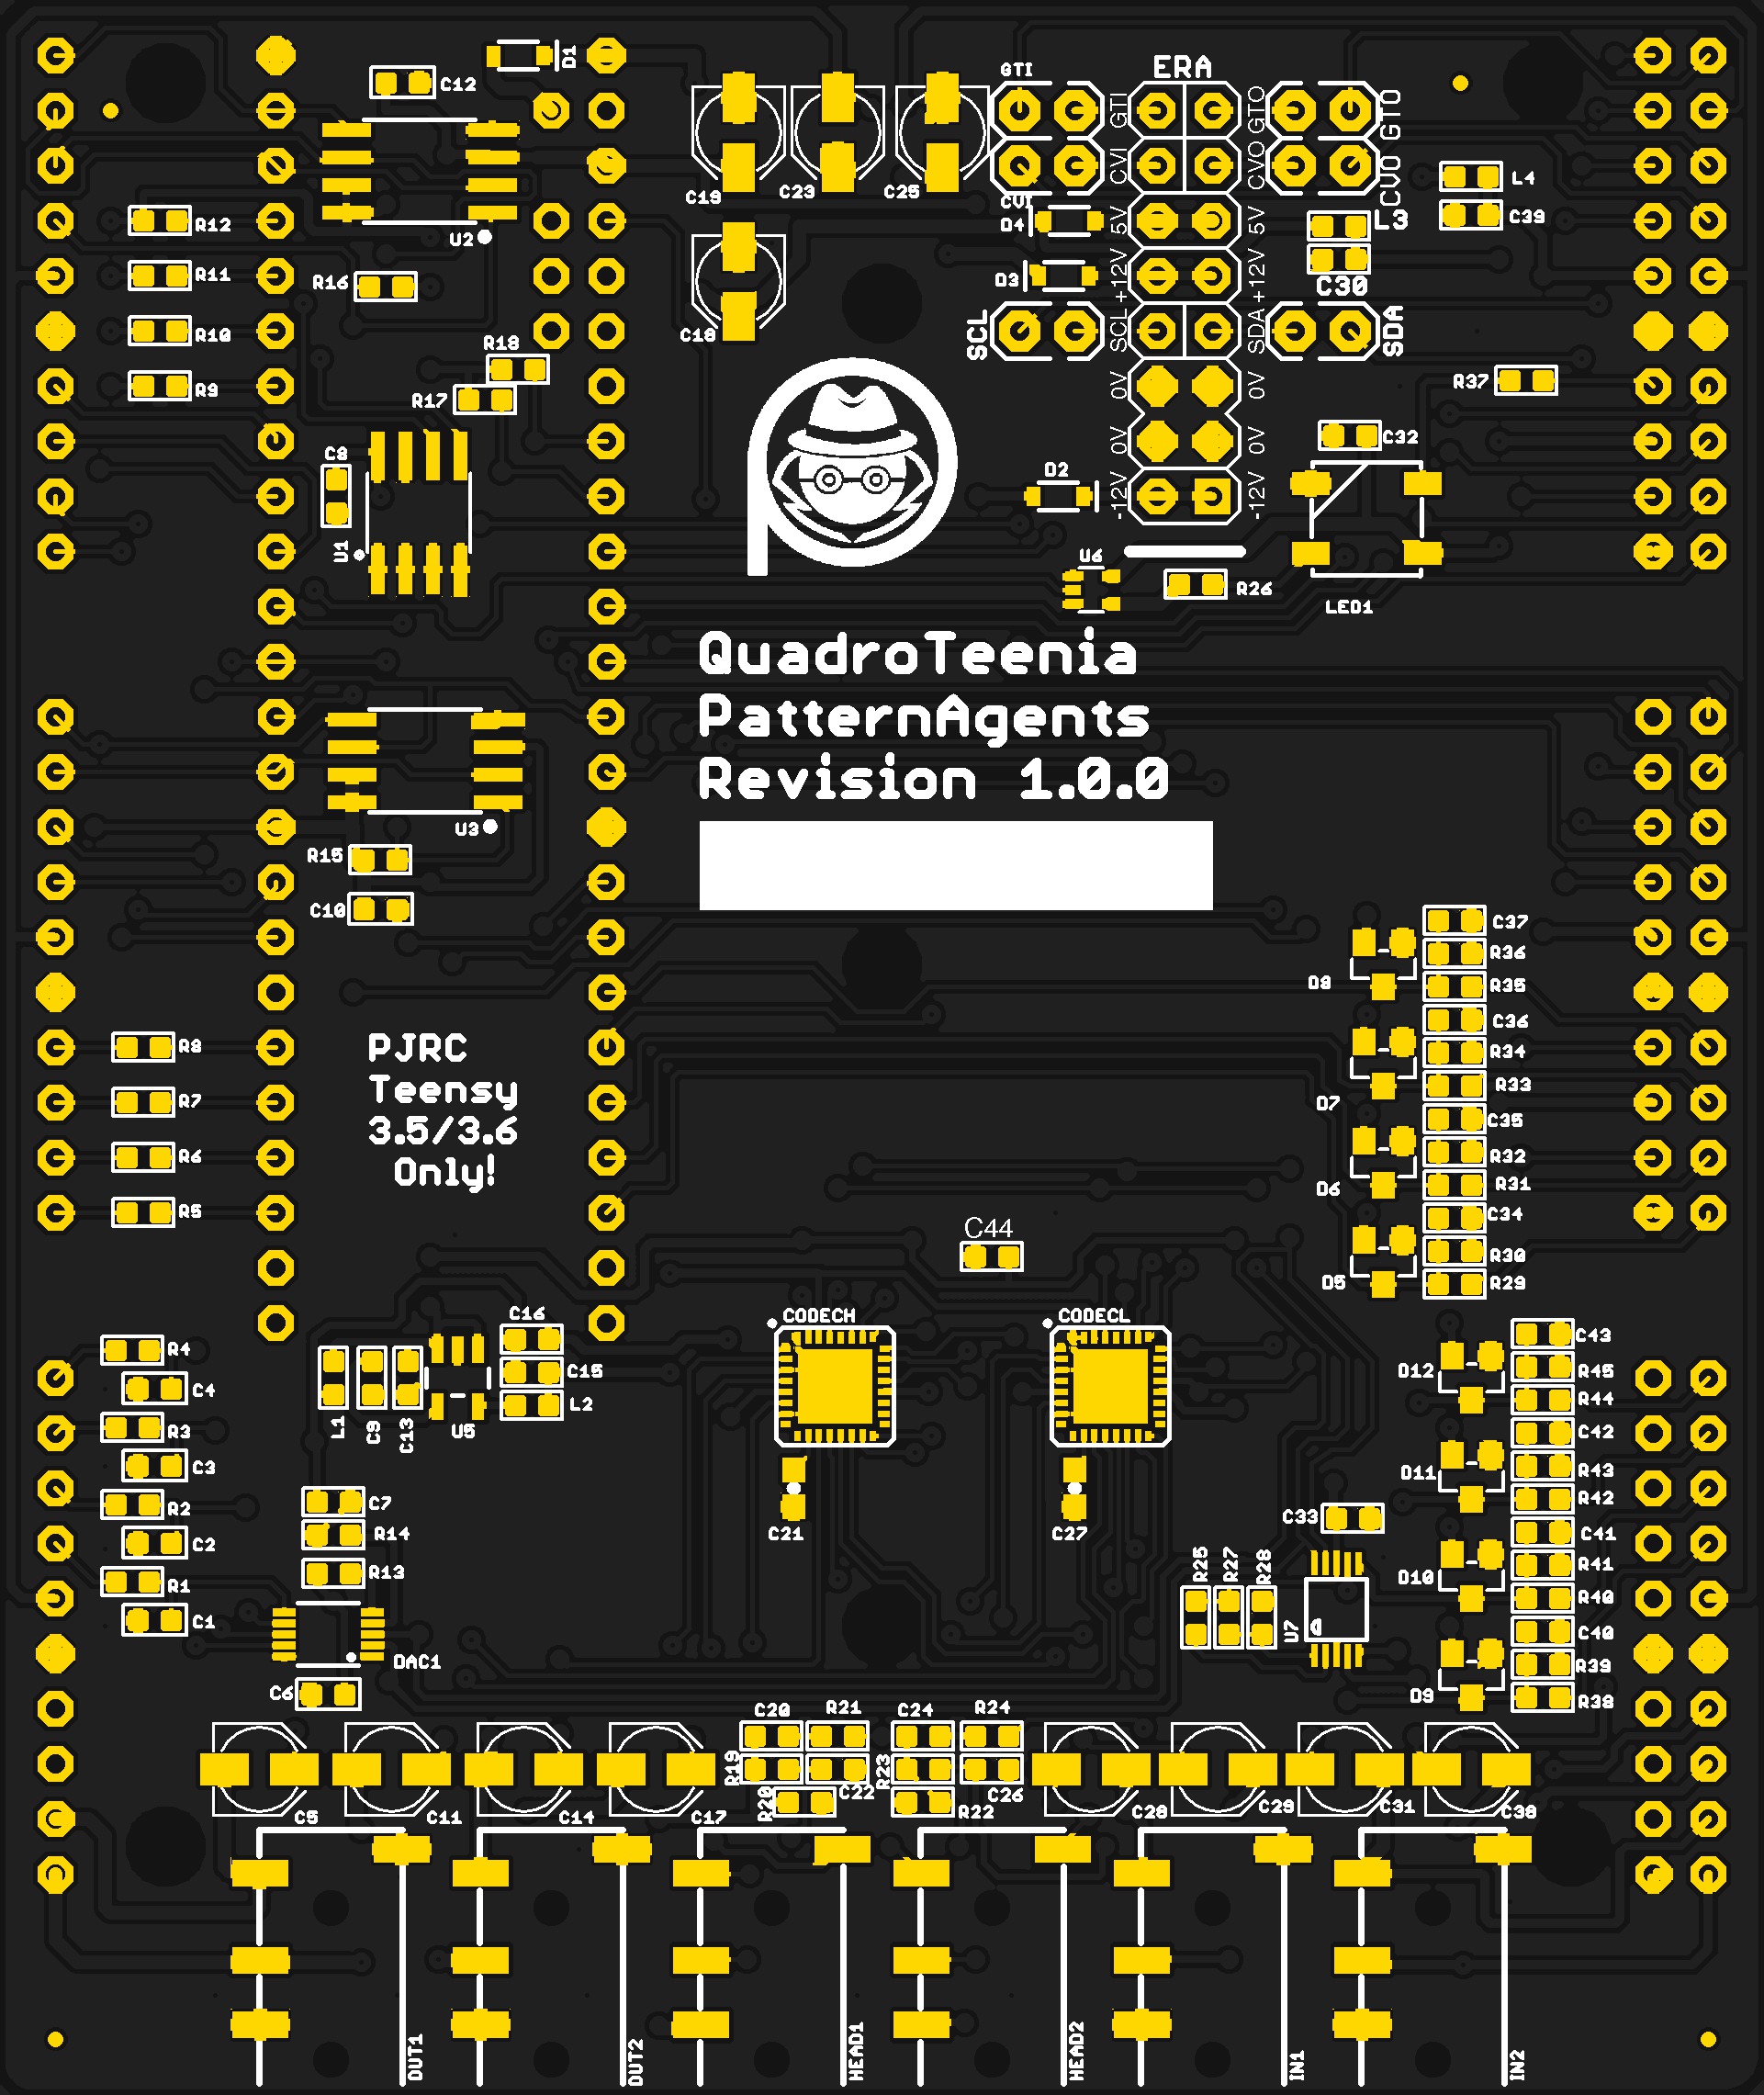 D1
C12
GTI
ERA
GTI
GTO
GTO
C19
C23
C25
CVI
CVI
CVO
CVO
L4
R12
U2
D4
5V
5V
L3
C39
R11
R16
D3
+12V
+12V
C30
R10
C18
SCL
SCL
SDA
SDA
R18
R9
R17
0V
0V
R37
C8
0V
0V
C32
D2
-12V
-12V
U1
U6
R26
LED1
QuadroTeenia
PatternAgents
Revision 1.0.0
U3
R15
C10
C37
R36
D8
R35
C36
R34
R33
D7
C35
R32
D6
R31
C34
R30
D5
R29
R8
R7
R6
R5
PJRC
Teensy
3.5/3.6
Only!
C44
CODECH
CODECL
C16
C15
L2
L1
C9
C13
U5
R4
C4
R3
C3
R2
C2
R1
C1
C7
R14
R13
DAC1
C6
C21
C27
C43
D12
R45
R44
C42
D11
R43
R42
C33
C41
D10
R41
R40
C40
R39
D9
R38
R25
R27
R28
U7
C20
R21
C24
R24
R19
C22
R23
C26
R20
R22
C5
C11
C14
C17
C28
C29
C31
C38
OUT1
OUT2
HEAD1
HEAD2
IN1
IN2